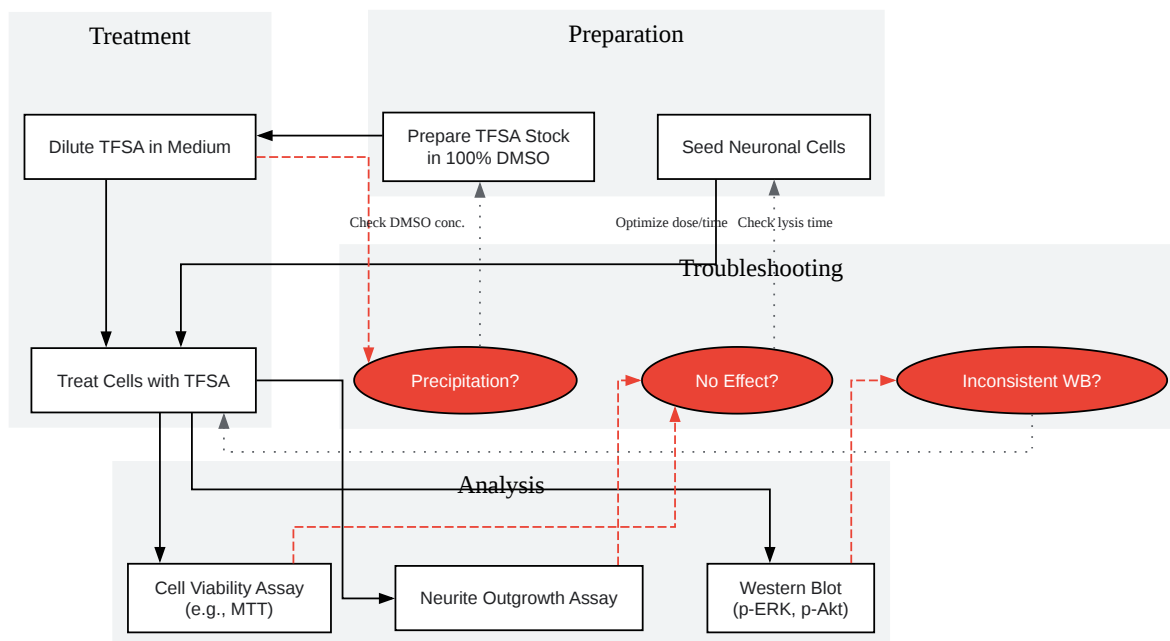 Treatment
Preparation
Dilute TFSA in Medium
Prepare TFSA Stock
in 100% DMSO
Seed Neuronal Cells
Check DMSO conc.
Optimize dose/time
Check lysis time
Troubleshooting
Treat Cells with TFSA
Precipitation?
No Effect?
Inconsistent WB?
Analysis
Cell Viability Assay
(e.g., MTT)
Neurite Outgrowth Assay
Western Blot
(p-ERK, p-Akt)